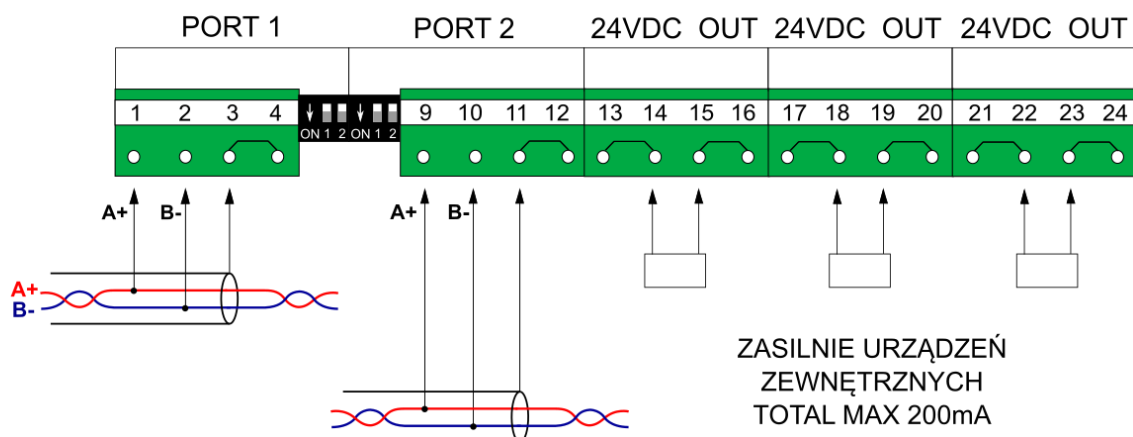 PORT 1 PORT 2 24VDC OUT 24VDC OUT 24VDC OUT
1 2 3 4 9 10 11 12 13 14 15 16 17 18 19 20 21 22 23 24
ON 1 2 ON 1 2
A+ B- A+ B-
A+
B-
ZASILNIE URZĄDZEŃ
ZEWNĘTRZNYCH
TOTAL MAX 200mA